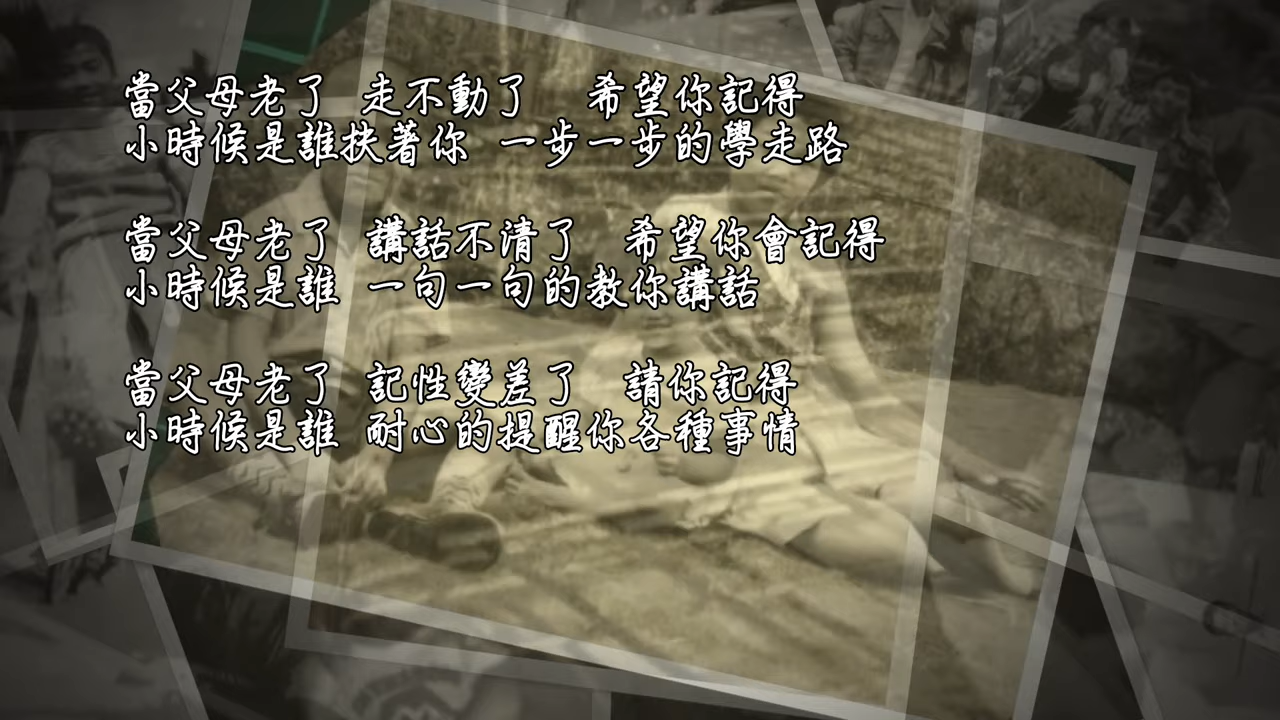 當父母老了 走不動了 希望你記得
小時候是誰扶著你 一步一步的學走路
當父母老了 講話不清了 希望你會記得
小時候是誰 一句一句的教你講話
當父母老了 記性變差了 請你記得
小時候是誰 耐心的提醒你各種事情